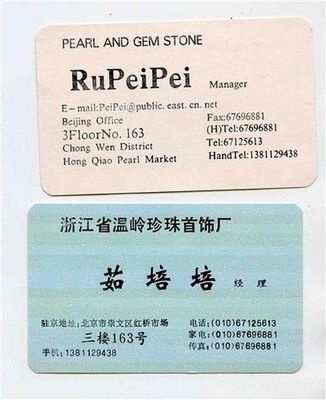 PEARL AND GEM STONE
RuPeiPei Manager
E-mail:PeiPei@public. east. cn. net
Beijing Office Fax:67696881
3FloorNo. 163 (H)Tel:67696881
Chong Wen District Tel:67125613
Hong Qiao Pearl Market HandTel:1381129438
浙江省温岭珍珠首饰厂
茹培培 经理
驻京地址:北京市崇文区虹桥市场 电话:(010)67125613
三楼163号 家电:(010)67696881
手机:1381129438 传真:(010)67696881